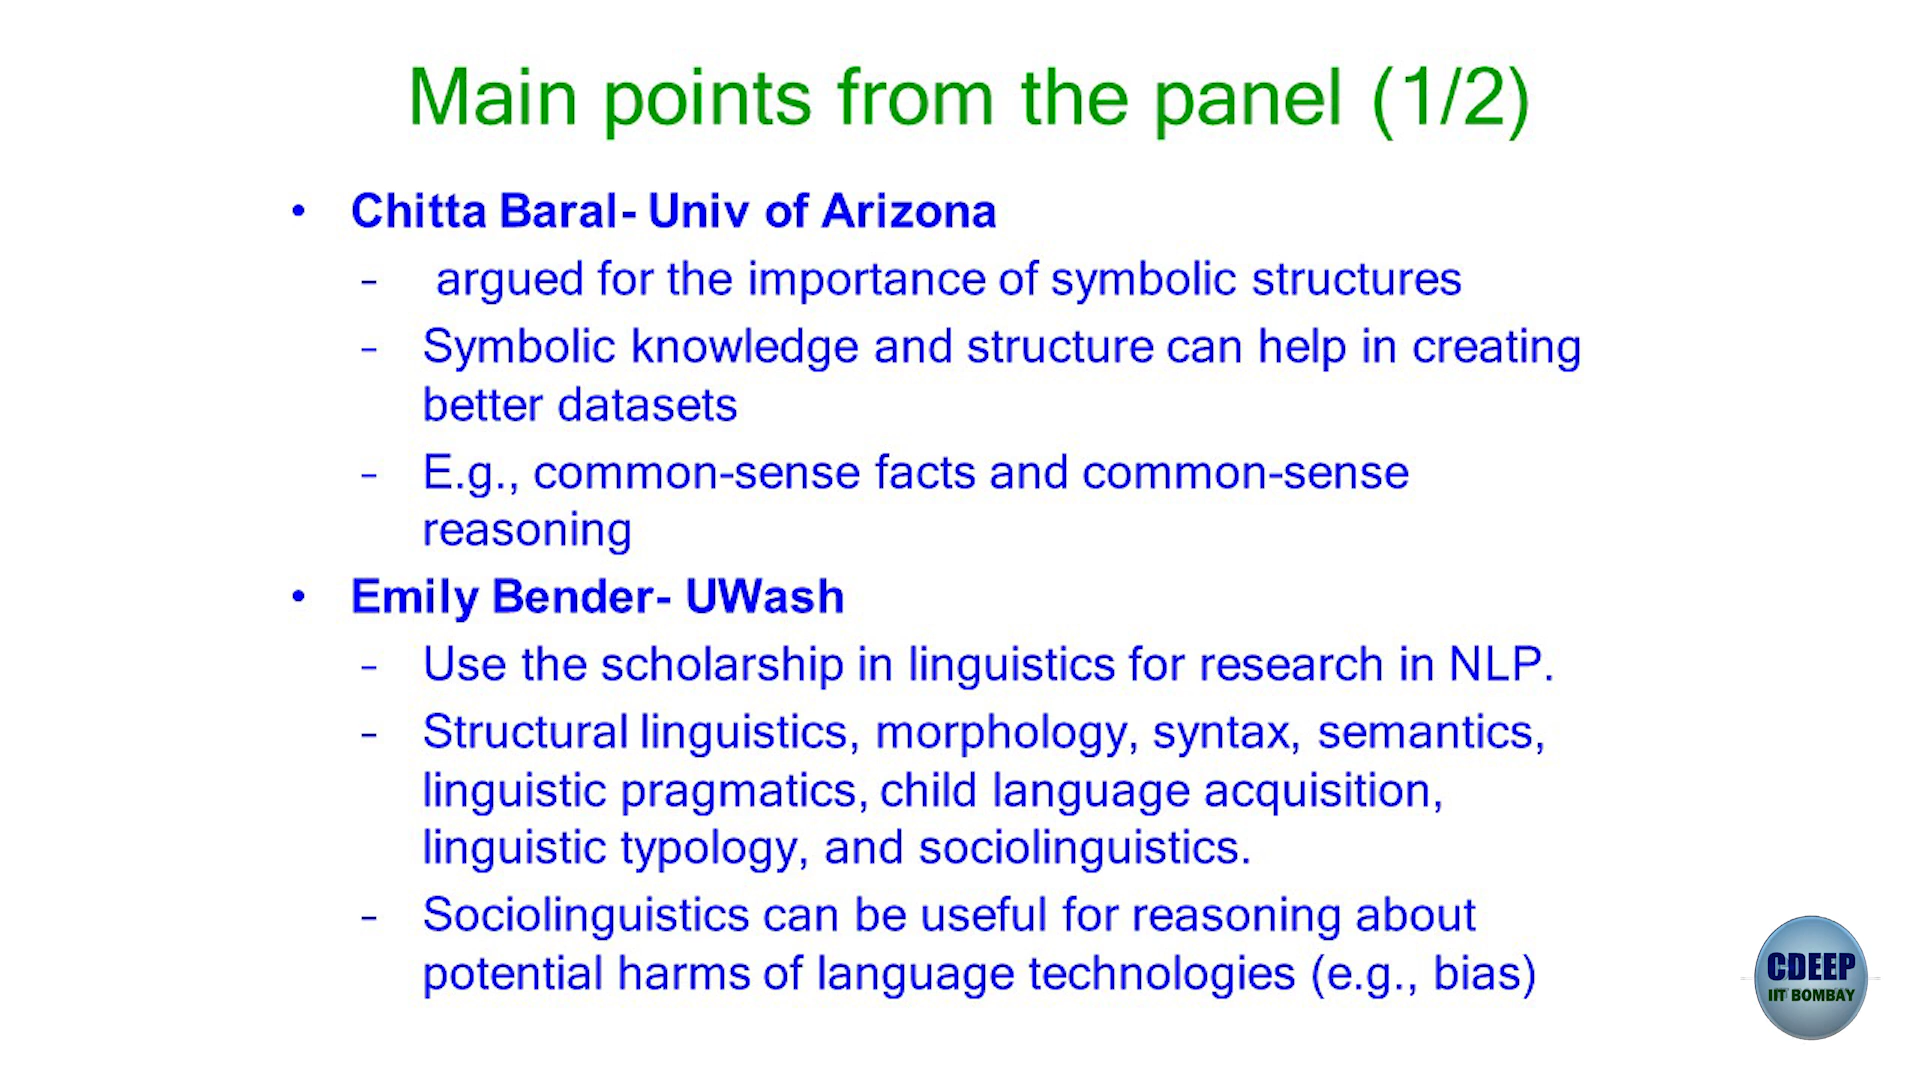 Main points from the panel (1/2)
• Chitta Baral- Univ of Arizona
– argued for the importance of symbolic structures
– Symbolic knowledge and structure can help in creating
better datasets
– E.g., common-sense facts and common-sense
reasoning
• Emily Bender- UWash
– Use the scholarship in linguistics for research in NLP.
– Structural linguistics, morphology, syntax, semantics,
linguistic pragmatics, child language acquisition,
linguistic typology, and sociolinguistics.
– Sociolinguistics can be useful for reasoning about
potential harms of language technologies (e.g., bias)
CDEEP
IIT BOMBAY